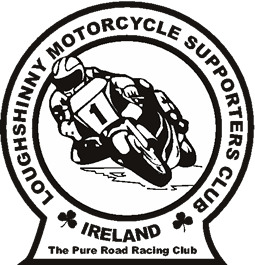 LOUGHSHINNY MOTORCYCLE SUPPORTERS CLUB
1
IRELAND
The Pure Road Racing Club